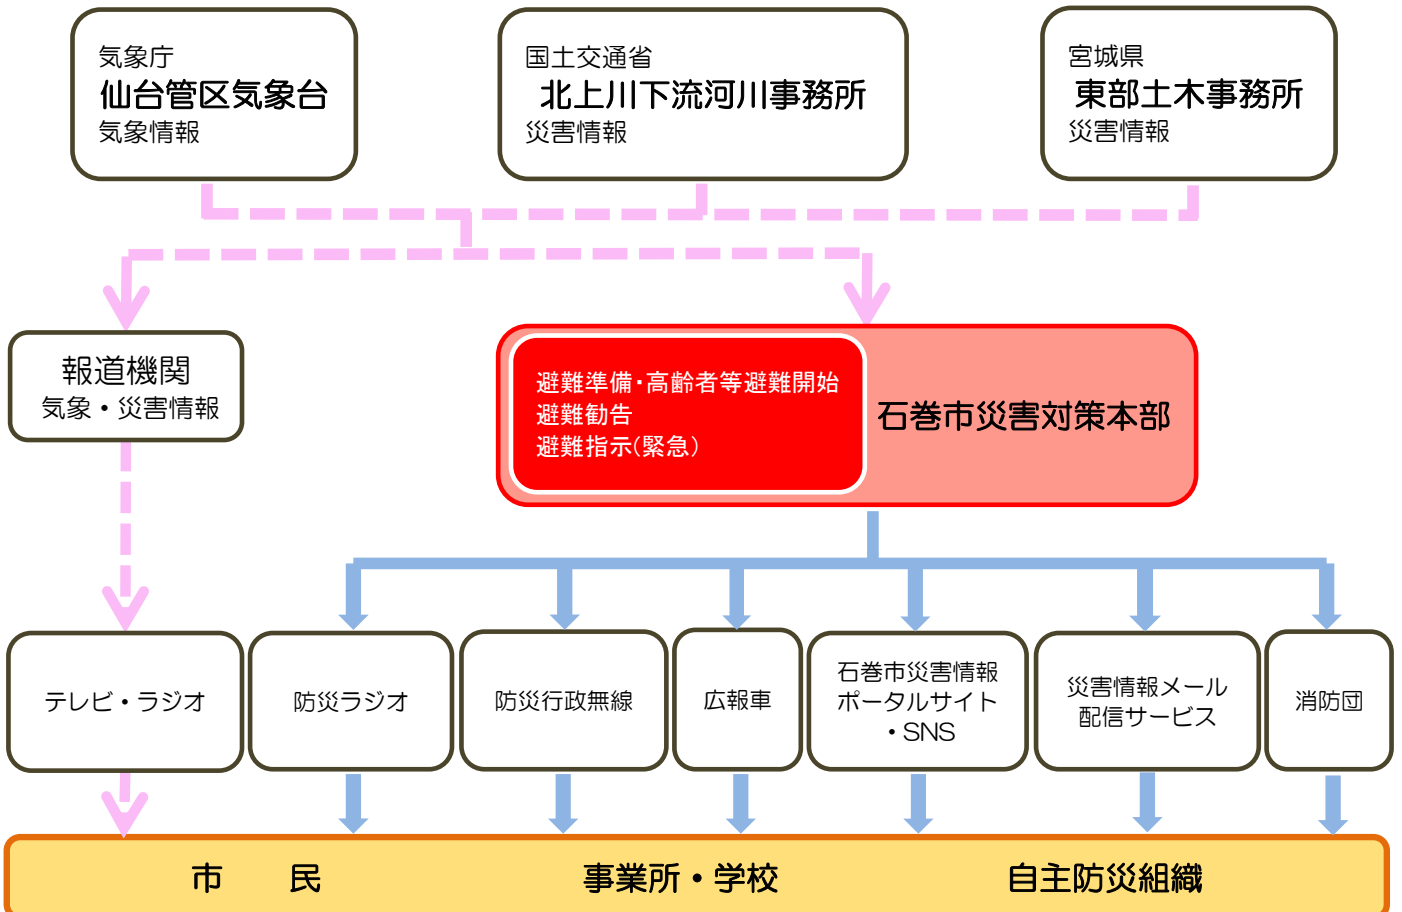 気象庁
仙台管区気象台
気象情報
国土交通省
北上川下流河川事務所
災害情報
宮城県
東部土木事務所
災害情報
報道機関
気象・災害情報
避難準備・高齢者等避難開始
避難勧告
避難指示(緊急)
石巻市災害対策本部
テレビ・ラジオ
防災ラジオ
防災行政無線
広報車
石巻市災害情報
ポータルサイト
・SNS
災害情報メール
配信サービス
消防団
市　　民
事業所・学校
自主防災組織